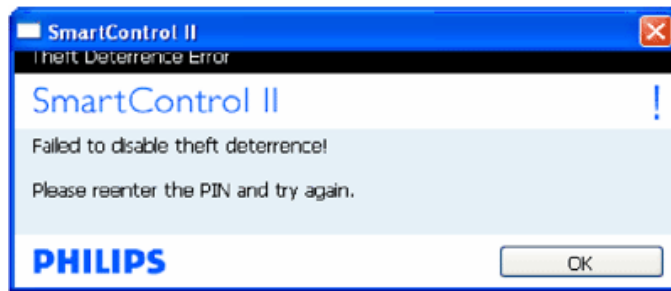 SmartControl II
Theft Deterrence Error
SmartControl II !
Failed to disable theft deterrence!
Please reenter the PIN and try again.
PHILIPS
OK